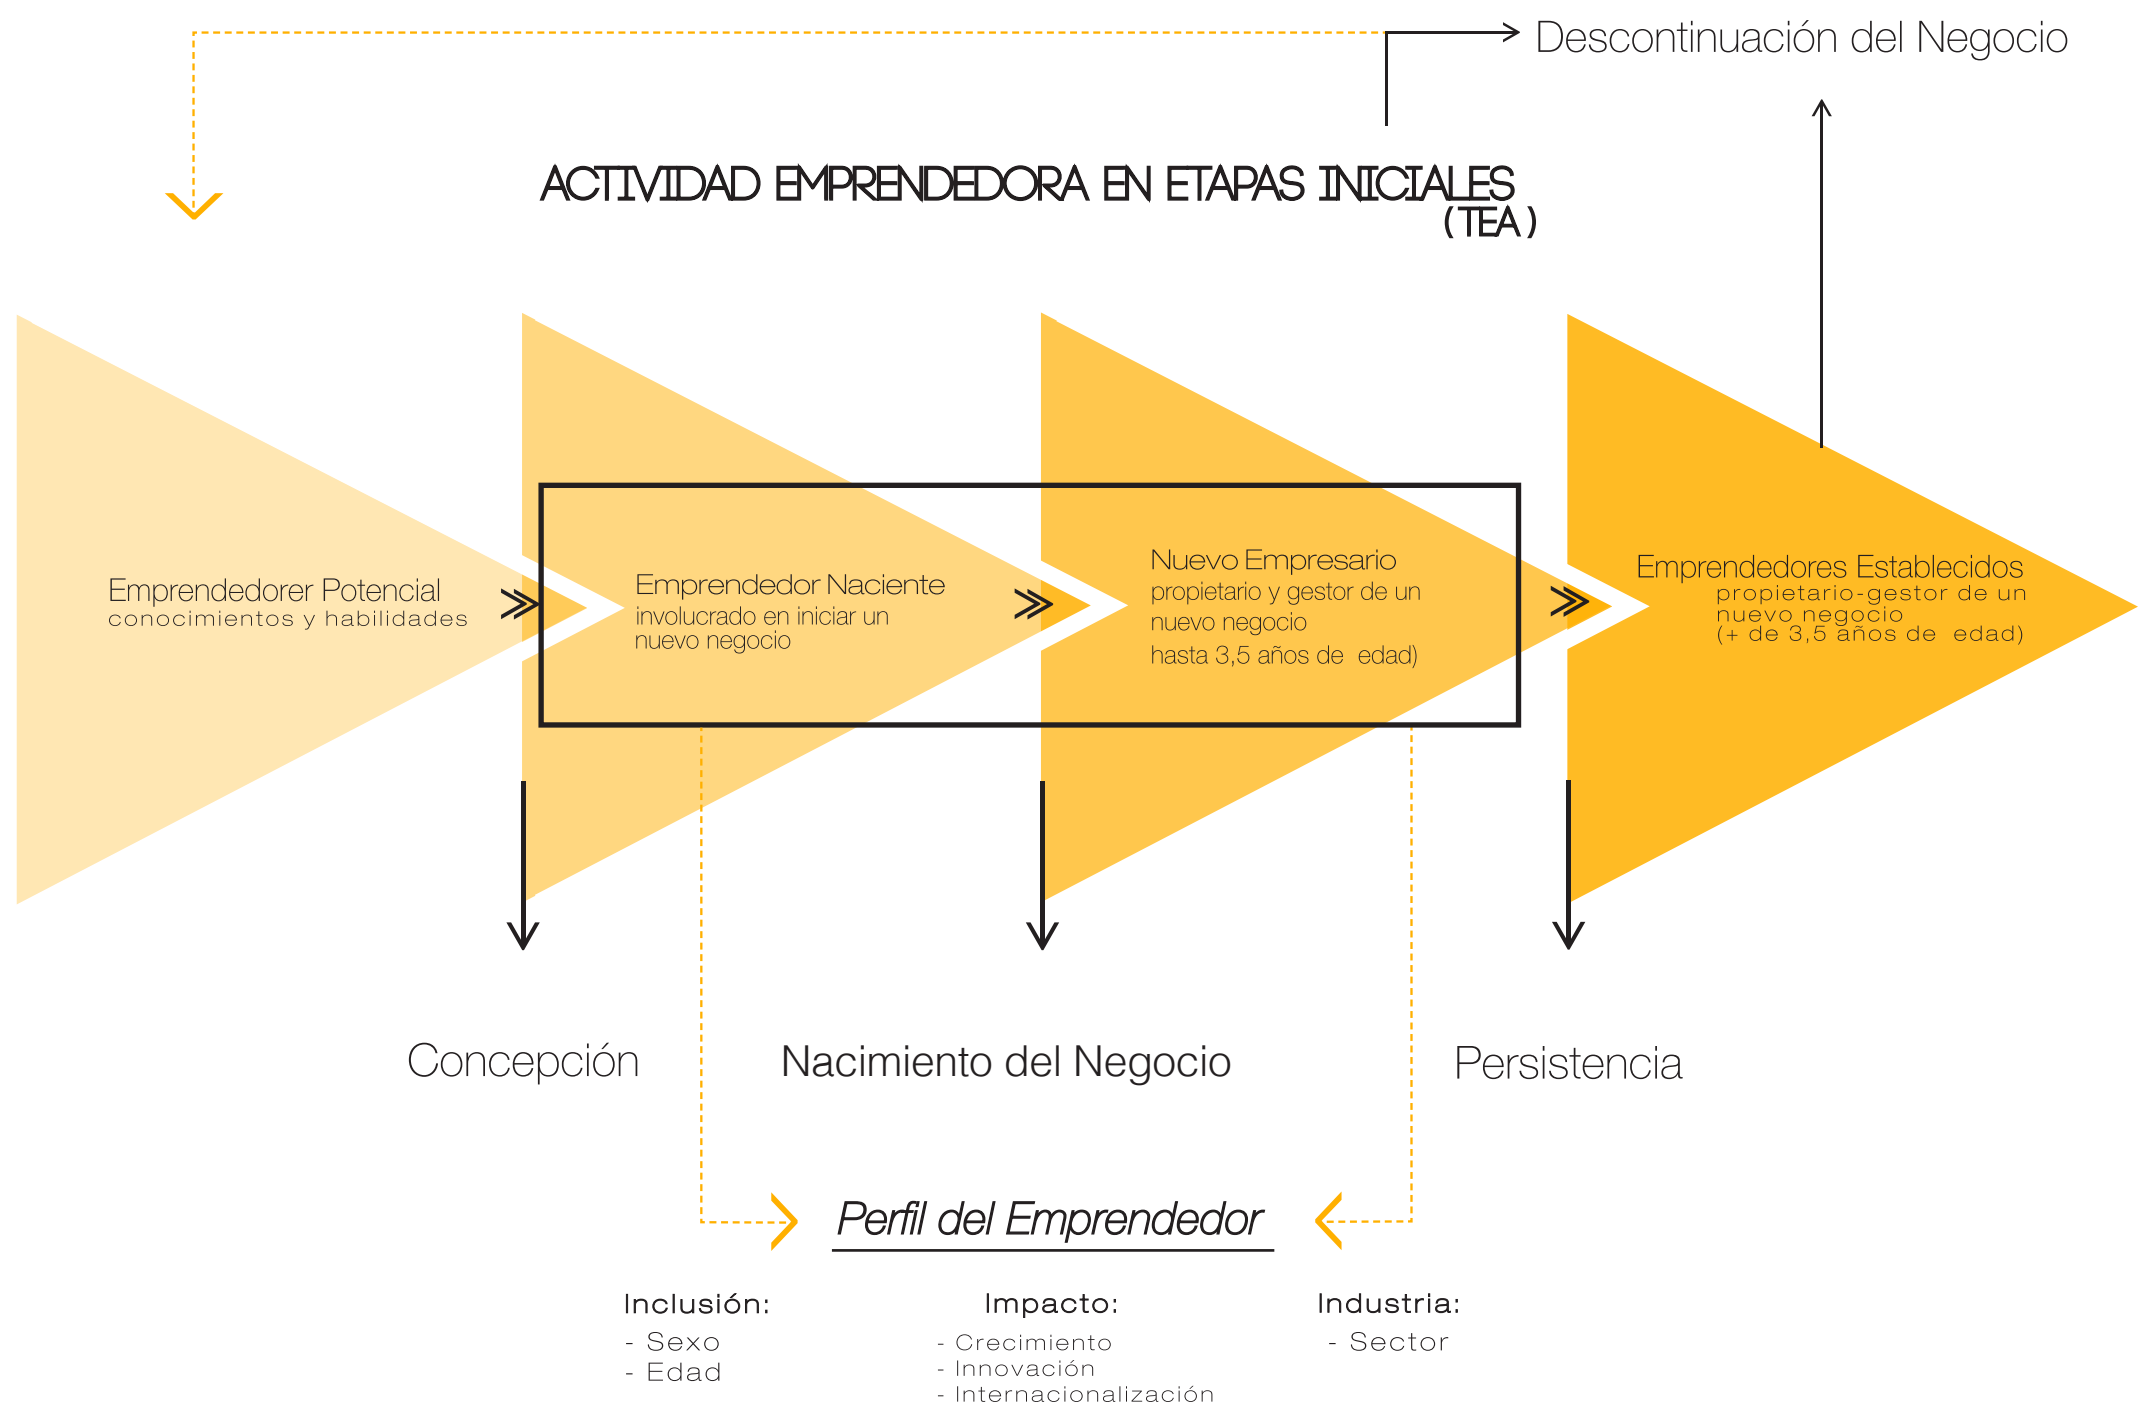 Descontinuación del Negocio
ACTIVIDAD EMPRENDEDORA EN ETAPAS INICIALES
(TEA)
Emprendedorer Potencial
conocimientos y habilidades
Emprendedor Naciente
involucrado en iniciar un
nuevo negocio
Nuevo Empresario
propietario y gestor de un
nuevo negocio
hasta 3,5 años de edad)
Emprendedores Establecidos
propietario-gestor de un
nuevo negocio
(+ de 3,5 años de edad)
Concepción
Nacimiento del Negocio
Persistencia
Perfil del Emprendedor
Inclusión:
- Sexo
- Edad
Impacto:
- Crecimiento
- Innovación
- Internacionalización
Industria:
- Sector